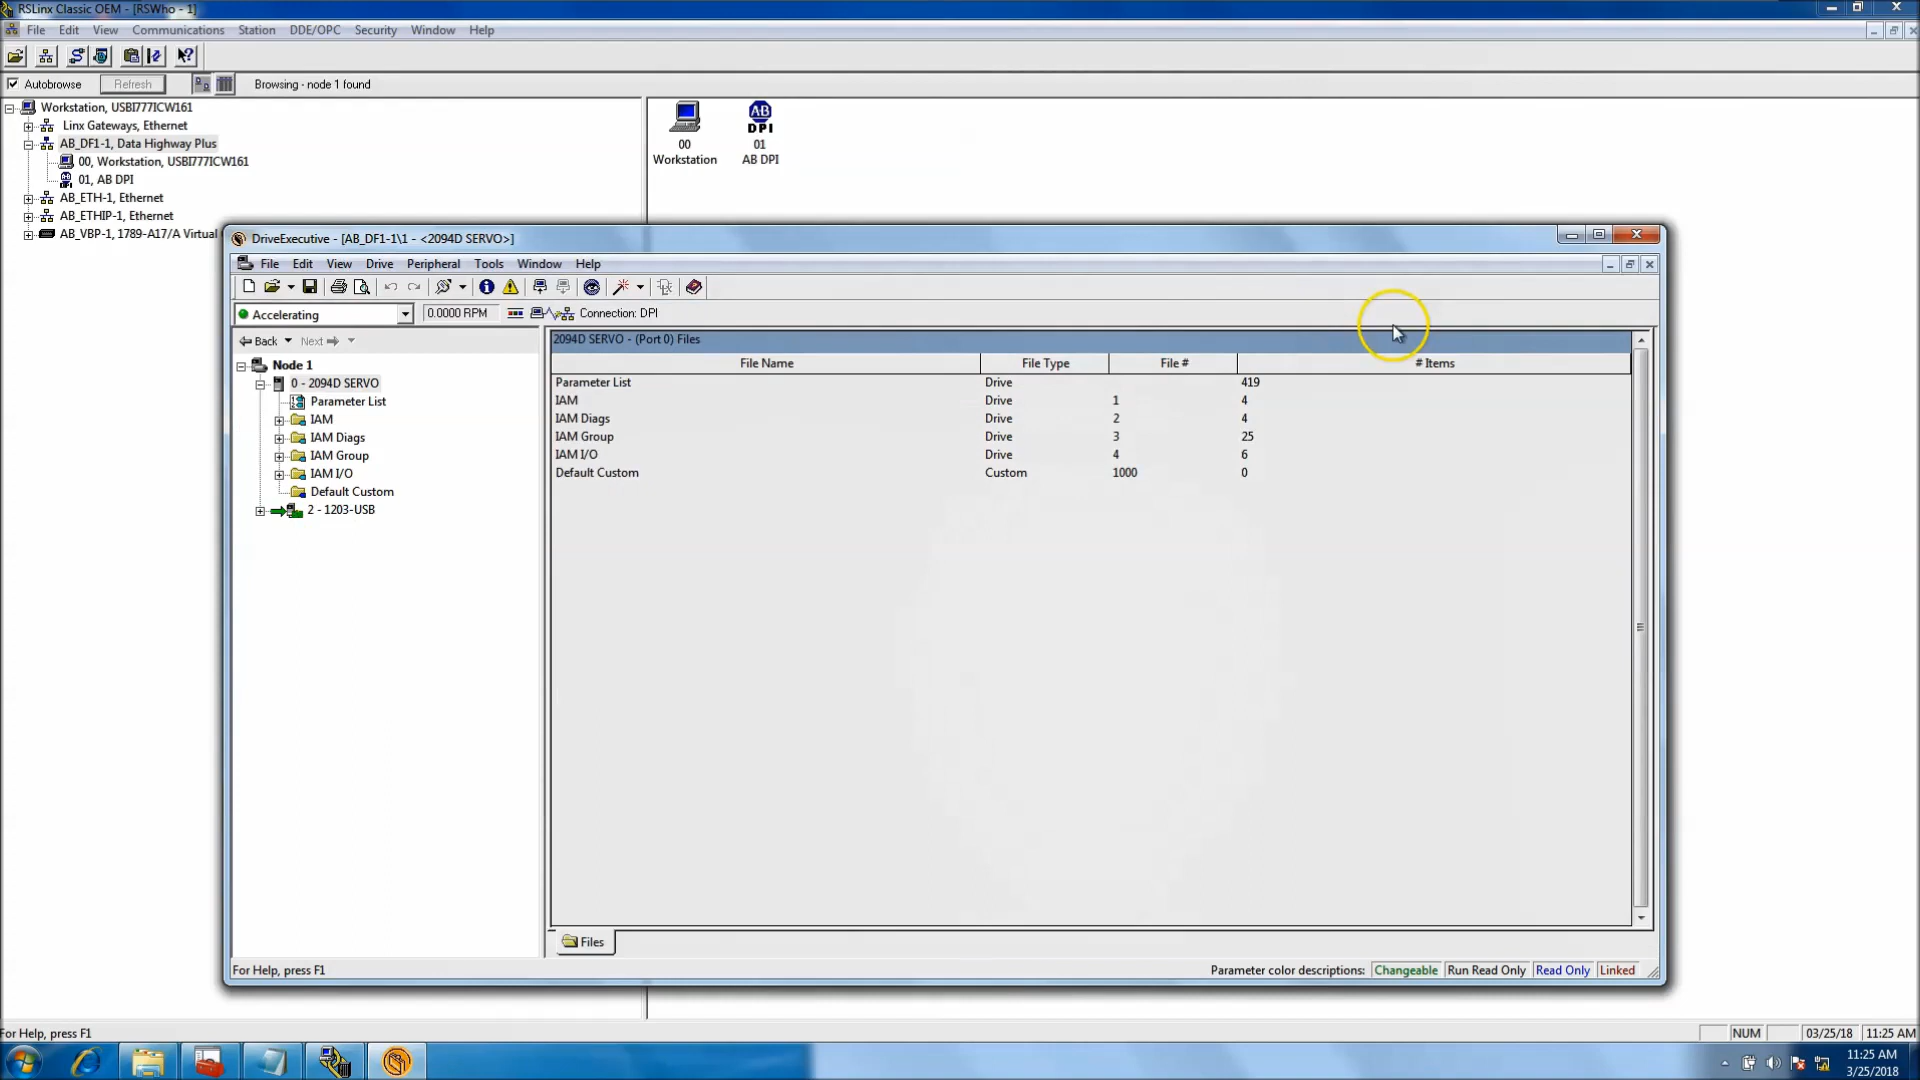 RSLinx Classic OEM - [RSWho - 1]
File Edit View Communications Station DDE/OPC Security Window Help
Autobrowse Refresh Browsing - node 1 found
Workstation, USBI777ICW161
Linx Gateways, Ethernet
AB_DF1-1, Data Highway Plus
00, Workstation, USBI777ICW161
01, AB DPI
AB_ETH-1, Ethernet
AB_ETHIP-1, Ethernet
AB_VBP-1, 1789-A17/A Virtual
AB
DPI
00
Workstation
01
AB DPI
DriveExecutive - [AB_DF1-1\1 - <2094D SERVO>]
File Edit View Drive Peripheral Tools Window Help
Accelerating 0.0000 RPM Connection: DPI
Back Next
Node 1
0 - 2094D SERVO
Parameter List
IAM
IAM Diags
IAM Group
IAM I/O
Default Custom
2 - 1203-USB
2094D SERVO - (Port 0) Files
File Name File Type File # # Items
Parameter List Drive 419
IAM Drive 1 4
IAM Diags Drive 2 4
IAM Group Drive 3 25
IAM I/O Drive 4 6
Default Custom Custom 1000 0
Files
For Help, press F1
Parameter color descriptions: Changeable Run Read Only Read Only Linked
For Help, press F1
NUM 03/25/18 11:25 AM
11:25 AM
3/25/2018